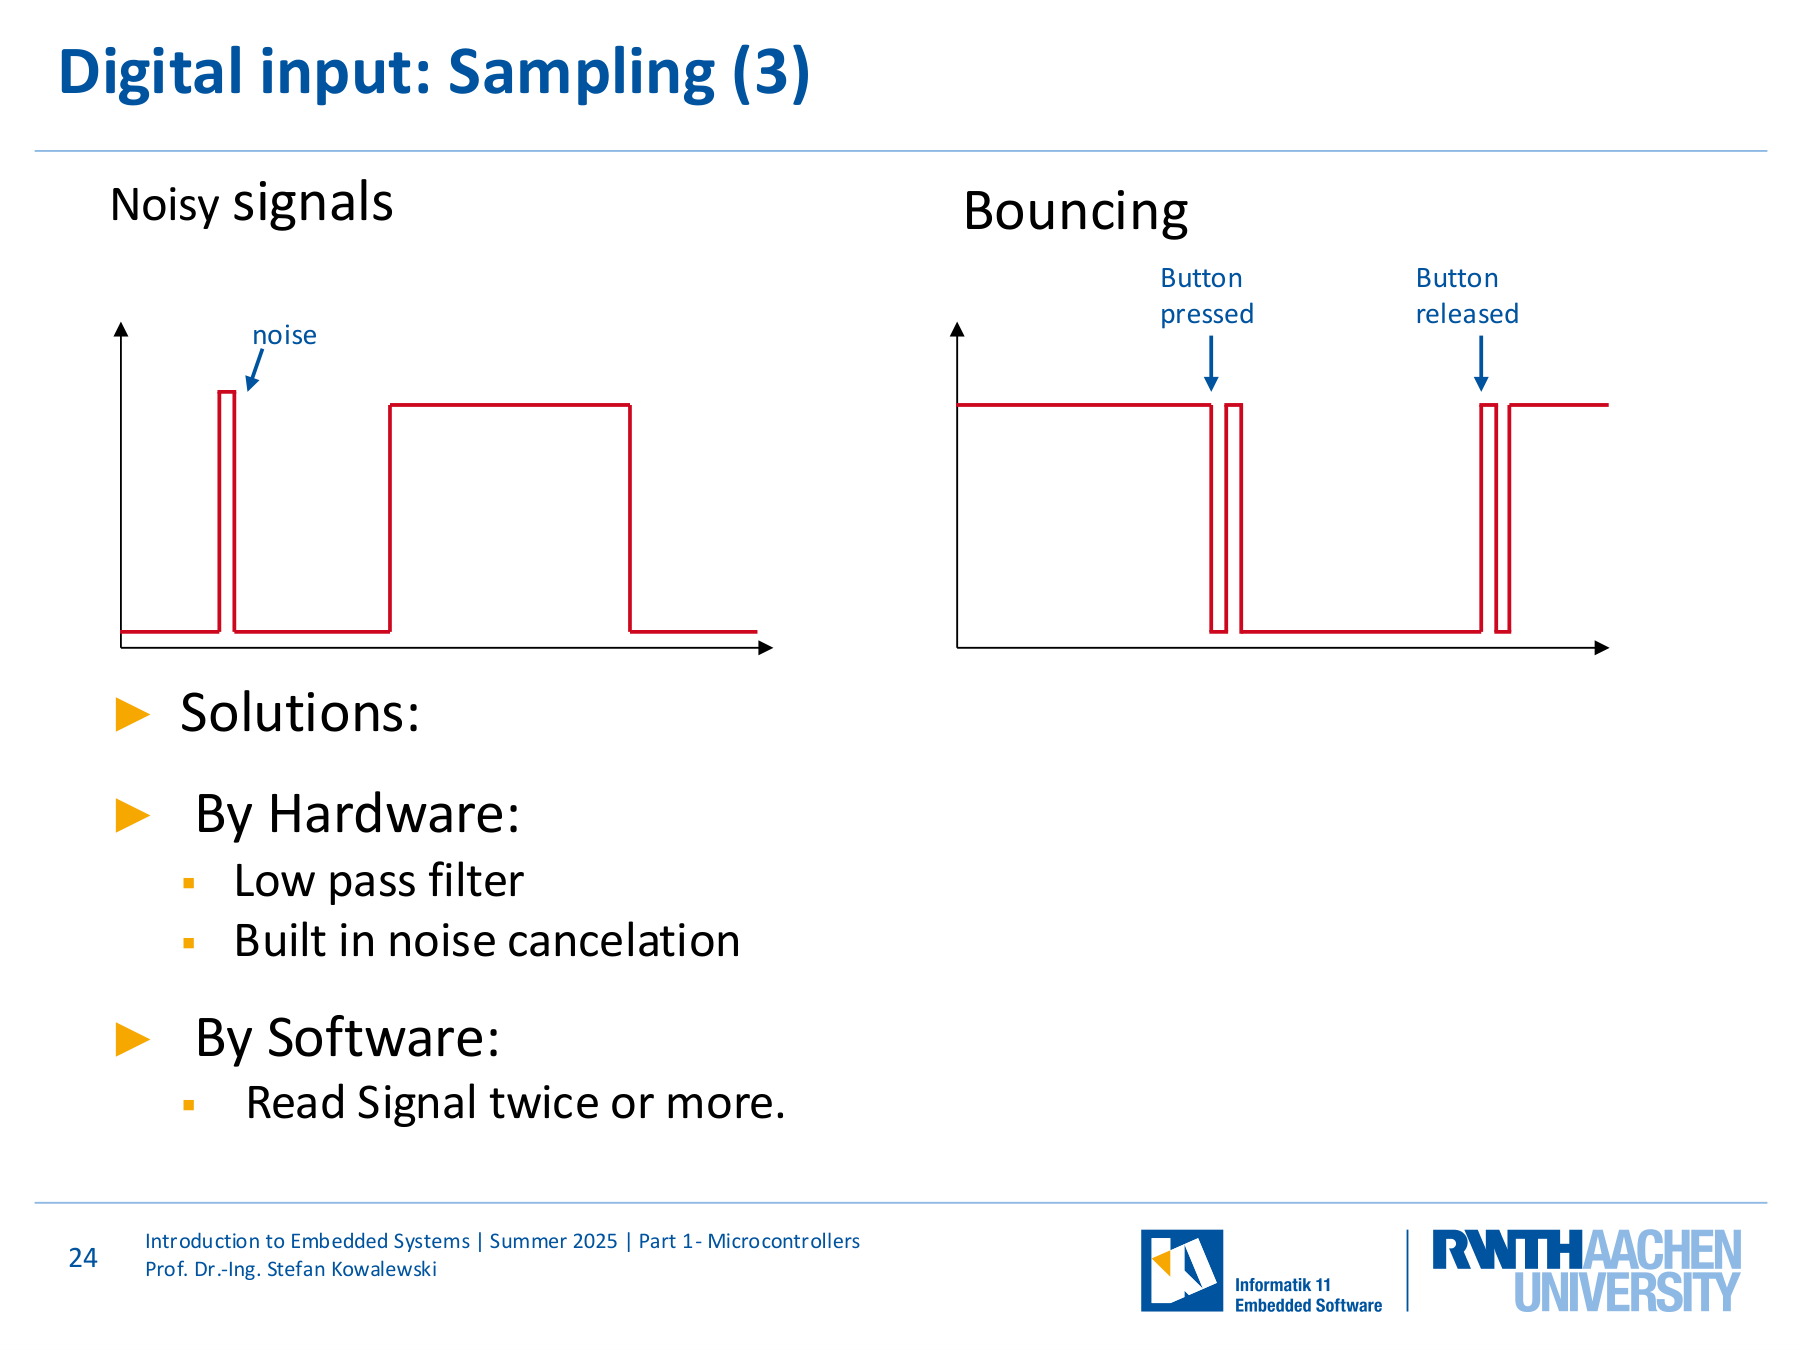 Digital input: Sampling (3)
Noisy signals
noise
Bouncing
Button
pressed
Button
released
Solutions:
By Hardware:
Low pass filter
Built in noise cancelation
By Software:
Read Signal twice or more.
24
Introduction to Embedded Systems | Summer 2025 | Part 1- Microcontrollers
Prof. Dr.-Ing. Stefan Kowalewski
Informatik 11
Embedded Software
RWTH AACHEN
UNIVERSITY